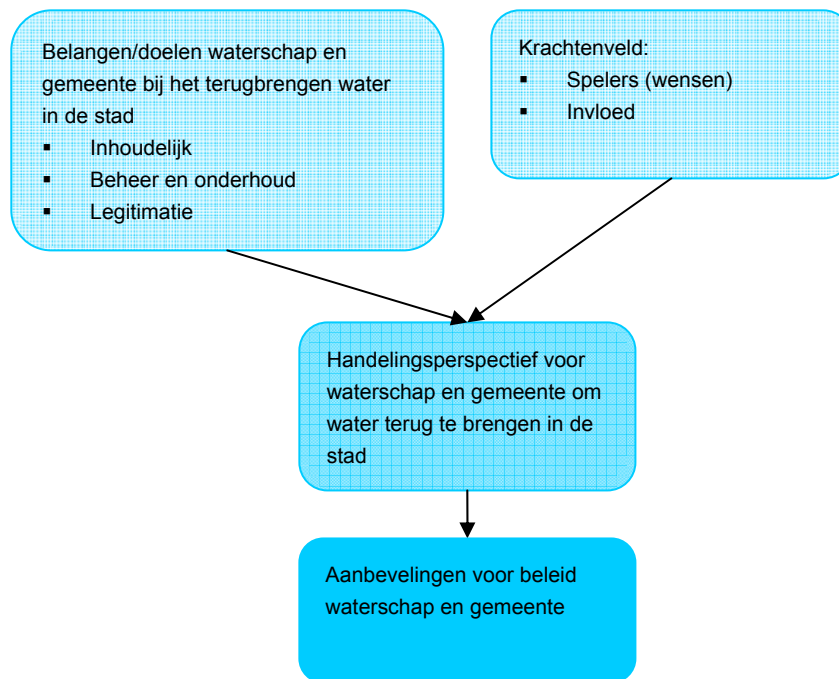 Belangen/doelen waterschap en
gemeente bij het terugbrengen water
in de stad
▪ Inhoudelijk
▪ Beheer en onderhoud
▪ Legitimatie
Krachtenveld:
▪ Spelers (wensen)
▪ Invloed
Handelingsperspectief voor
waterschap en gemeente om
water terug te brengen in de
stad
Aanbevelingen voor beleid
waterschap en gemeente